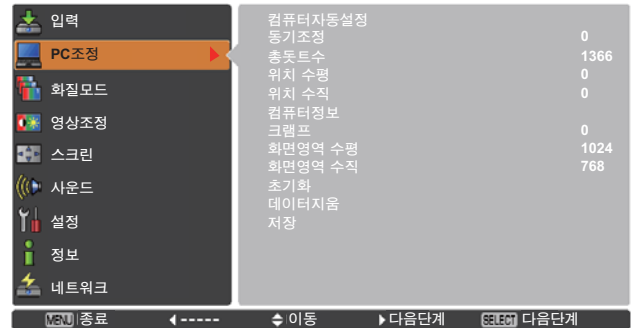 입력
PC조정
화질모드
영상조정
스크린
사운드
설정
정보
네트워크
컴퓨터자동설정
동기조정 0
총돗트수 1366
위치 수평 0
위치 수직 0
컴퓨터정보
크램프 0
화면영역 수평 1024
화면영역 수직 768
초기화
데이터지움
저장
MENU 종료 ◀ ----- 이동 ▶다음단계 SELECT 다음단계